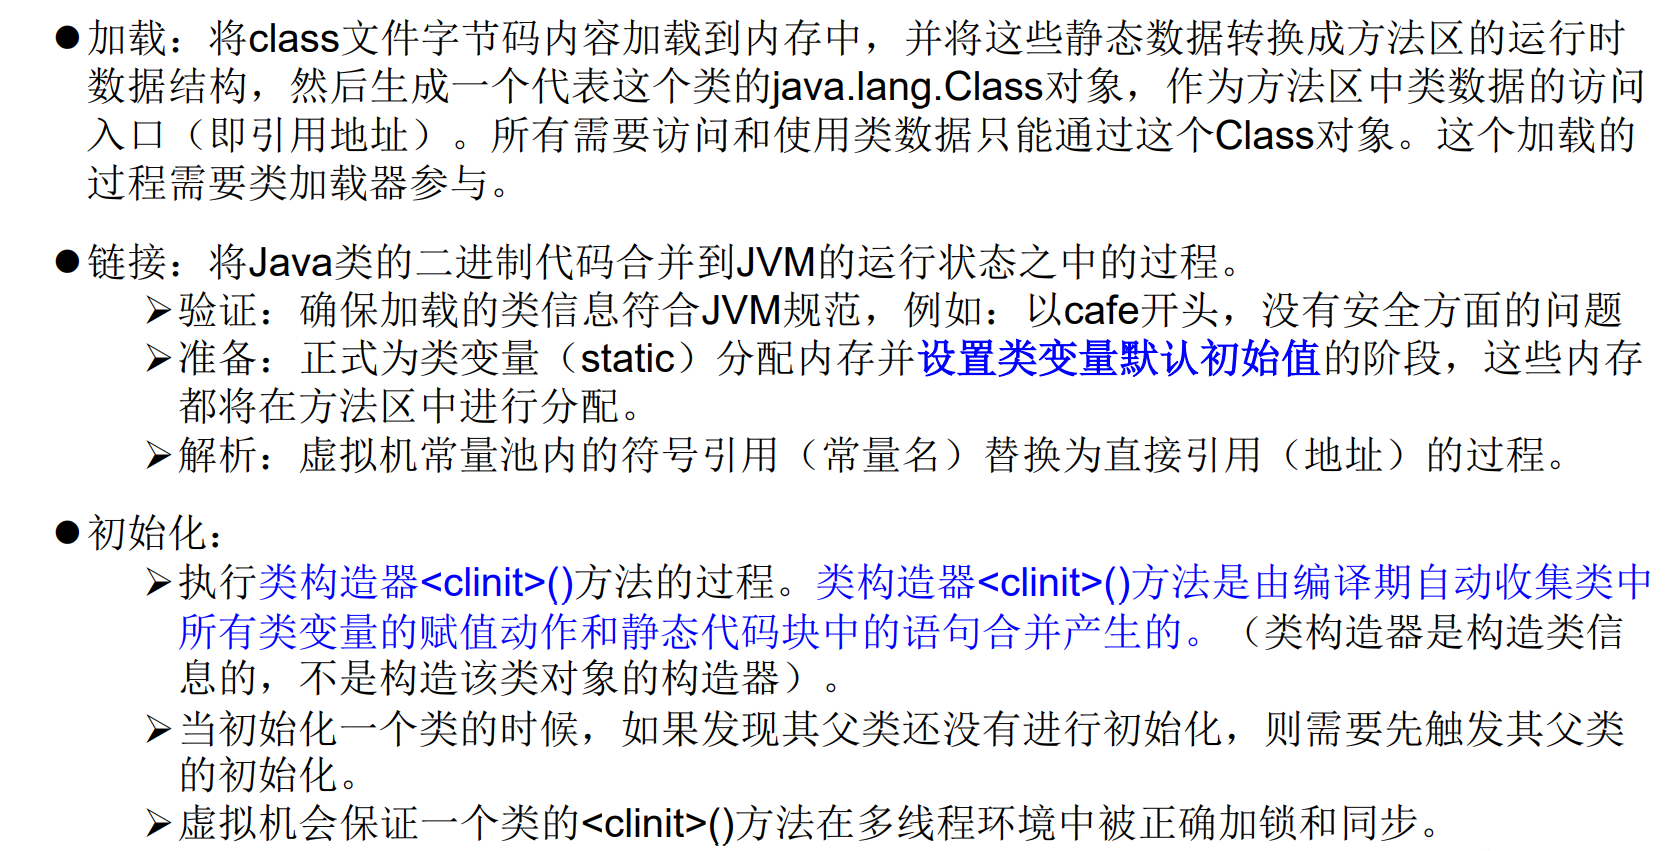 ●加载：将class文件字节码内容加载到内存中，并将这些静态数据转换成方法区的运行时
数据结构，然后生成一个代表这个类的java.lang.Class对象，作为方法区中类数据的访问
入口（即引用地址）。所有需要访问和使用类数据只能通过这个Class对象。这个加载的
过程需要类加载器参与。
●链接：将Java类的二进制代码合并到JVM的运行状态之中的过程。
➢验证：确保加载的类信息符合JVM规范，例如：以cafe开头，没有安全方面的问题
➢准备：正式为类变量（static）分配内存并设置类变量默认初始值的阶段，这些内存
都将在方法区中进行分配。
➢解析：虚拟机常量池内的符号引用（常量名）替换为直接引用（地址）的过程。
●初始化：
➢执行类构造器<clinit>()方法的过程。类构造器<clinit>()方法是由编译期自动收集类中
所有类变量的赋值动作和静态代码块中的语句合并产生的。（类构造器是构造类信
息的，不是构造该类对象的构造器）。
➢当初始化一个类的时候，如果发现其父类还没有进行初始化，则需要先触发其父类
的初始化。
➢虚拟机会保证一个类的<clinit>()方法在多线程环境中被正确加锁和同步。